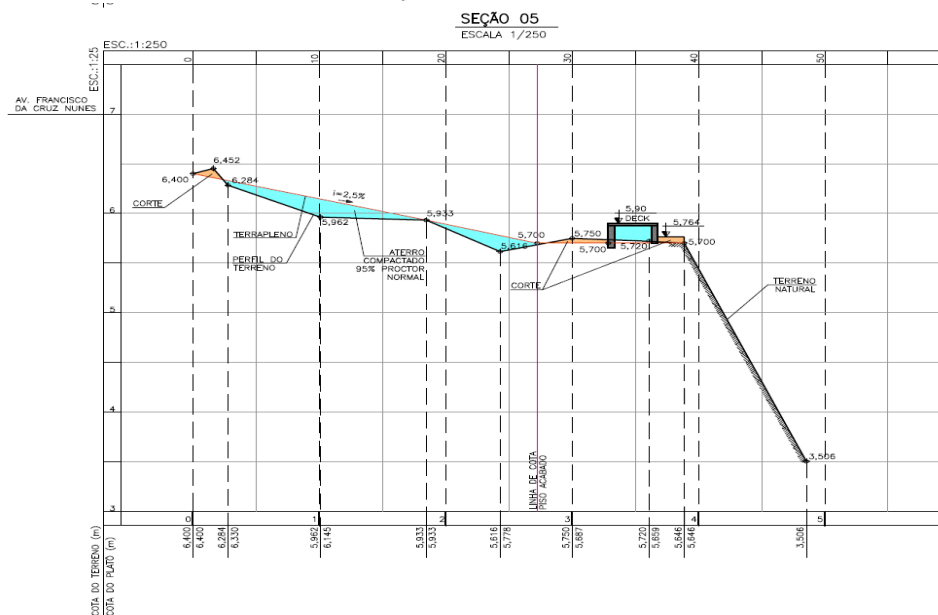 SEÇÃO 05
ESCALA 1/250
ESC.:1:250
ESC.:1:25
0
10
20
30
40
50
AV. FRANCISCO
DA CRUZ NUNES
7
6,452
6,400
6,284
i=2,5%
CORTE
6
5,933
5,90
DECK
5,764
TERRAPLENO
5,962
5,700
5,750
5,616
5,700
5,720
5,700
PERFIL DO
TERRENO
ATERRO
COMPACTADO
95% PROCTOR
NORMAL
CORTE
TERRENO
NATURAL
5
4
LINHA DE COTA
PISO ACABADO
3,506
3
0
1
2
3
4
5
COTA DO TERRENO (m)
COTA DO PLATO (m)
6,400
6,400
6,284
6,330
5,962
6,145
5,933
5,933
5,616
5,778
5,750
5,687
5,720
5,659
5,646
5,646
3,506